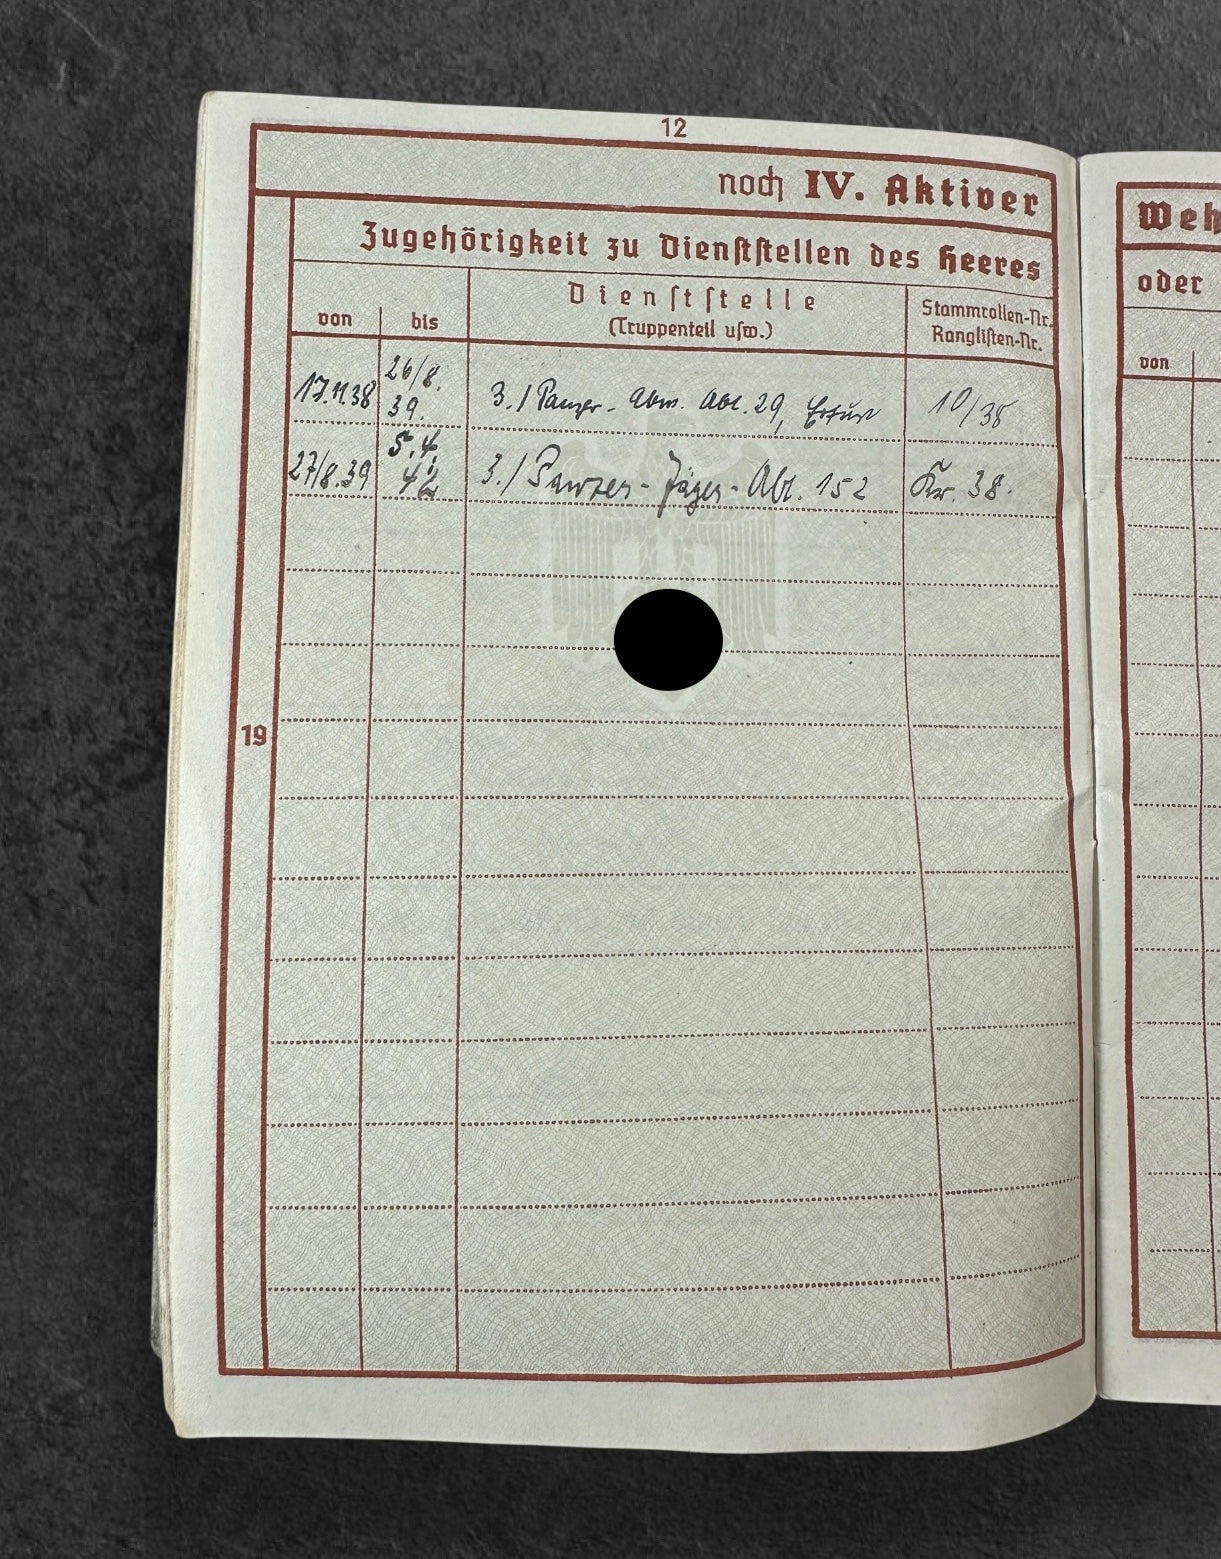 12
noch IV. Aktiver
Zugehörigkeit zu Dienststellen des Heeres
von
bis
Dienststelle
(Truppenteil usw.)
Stammrollen-Nr.
Ranglisten-Nr.
17.11.38
26/8.
39.
3./ Panzer- Abw. Abt. 29, Erfurt
10/38
27/8.39
5.4.
42
3./ Panzer-Jäger-Abt. 152
Kr. 38.
19
Weh
oder
von